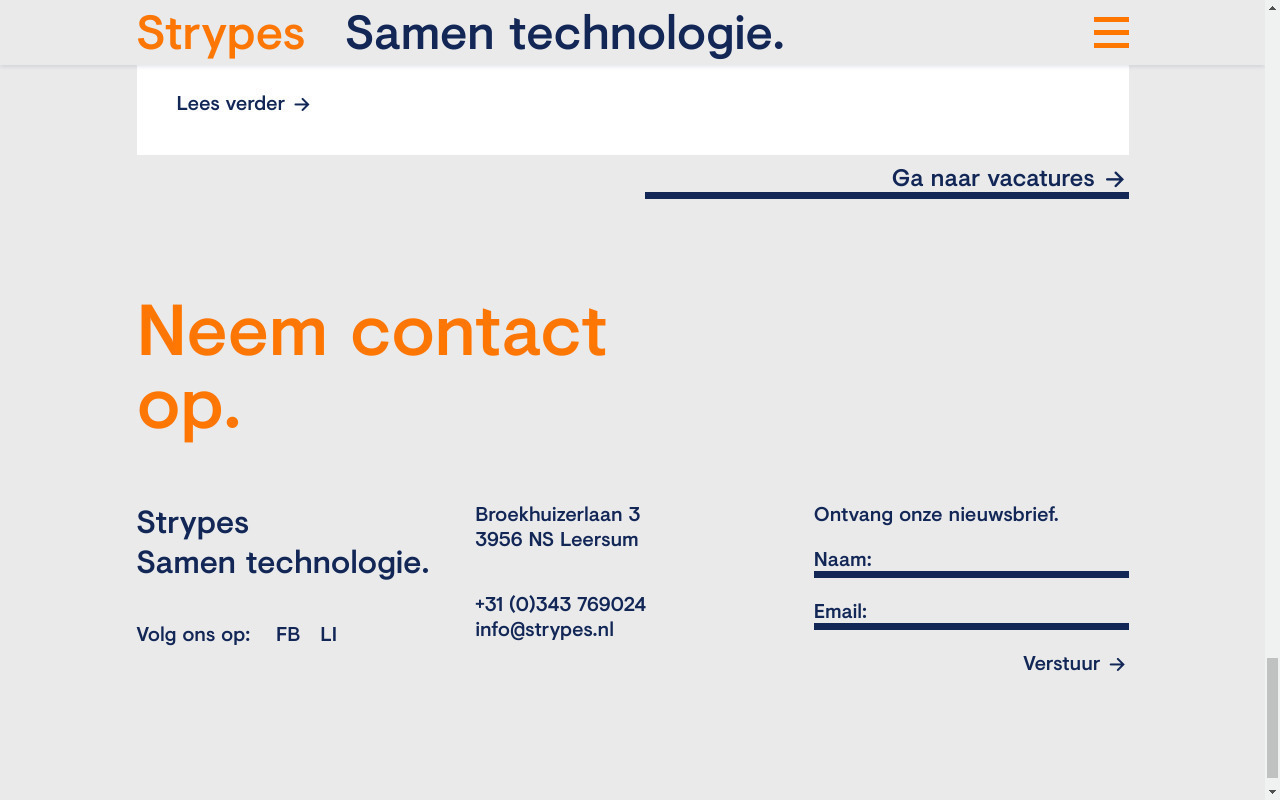 Strypes Samen technologie.
Lees verder →
Ga naar vacatures →
Neem contact
op.
Strypes
Samen technologie.
Volg ons op: FB LI
Broekhuizerlaan 3
3956 NS Leersum
+31 (0)343 769024
info@strypes.nl
Ontvang onze nieuwsbrief.
Naam:
Email:
Verstuur →